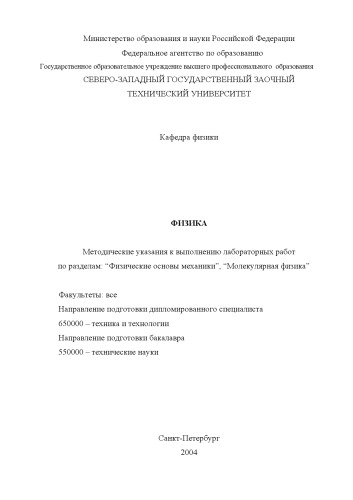 Министерство образования и науки Российской Федерации
Федеральное агентство по образованию
Государственное образовательное учреждение высшего профессионального образования
СЕВЕРО-ЗАПАДНЫЙ ГОСУДАРСТВЕННЫЙ ЗАОЧНЫЙ
ТЕХНИЧЕСКИЙ УНИВЕРСИТЕТ
Кафедра физики
ФИЗИКА
Методические указания к выполнению лабораторных работ
по разделам: “Физические основы механики”, “Молекулярная физика”
Факультеты: все
Направление подготовки дипломированного специалиста
650000 – техника и технологии
Направление подготовки бакалавра
550000 – технические науки
Санкт-Петербург
2004